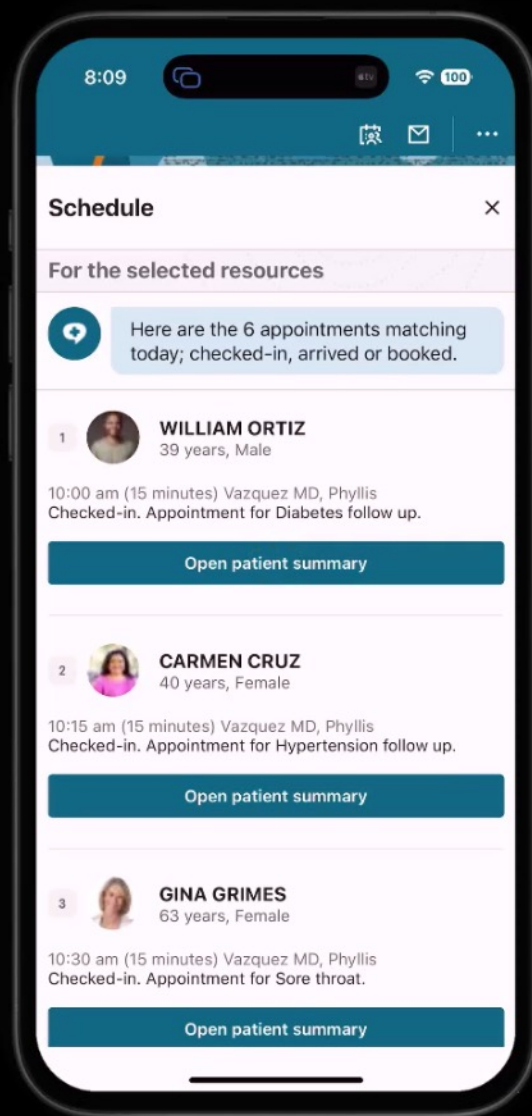 8:09
tv
100
Schedule
For the selected resources
Here are the 6 appointments matching
today; checked-in, arrived or booked.
1
WILLIAM ORTIZ
39 years, Male
10:00 am (15 minutes) Vazquez MD, Phyllis
Checked-in. Appointment for Diabetes follow up.
Open patient summary
2
CARMEN CRUZ
40 years, Female
10:15 am (15 minutes) Vazquez MD, Phyllis
Checked-in. Appointment for Hypertension follow up.
Open patient summary
3
GINA GRIMES
63 years, Female
10:30 am (15 minutes) Vazquez MD, Phyllis
Checked-in. Appointment for Sore throat.
Open patient summary